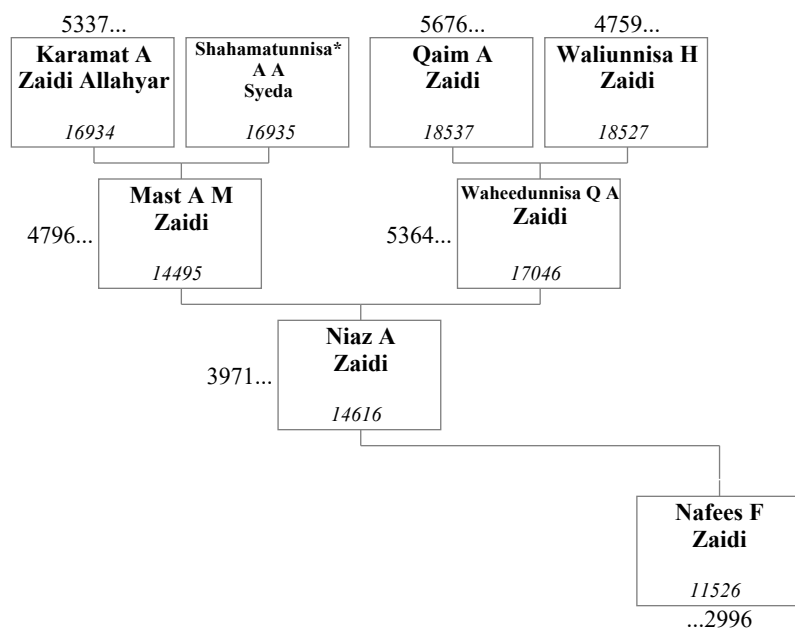 5337...
5676...
4759...
Karamat A
Zaidi Allahyar
16934
Shahamatunnisa*
A A
Syeda
16935
Qaim A
Zaidi
18537
Waliunnisa H
Zaidi
18527
4796...
Mast A M
Zaidi
14495
5364...
Waheedunnisa Q A
Zaidi
17046
3971...
Niaz A
Zaidi
14616
Nafees F
Zaidi
11526
...2996